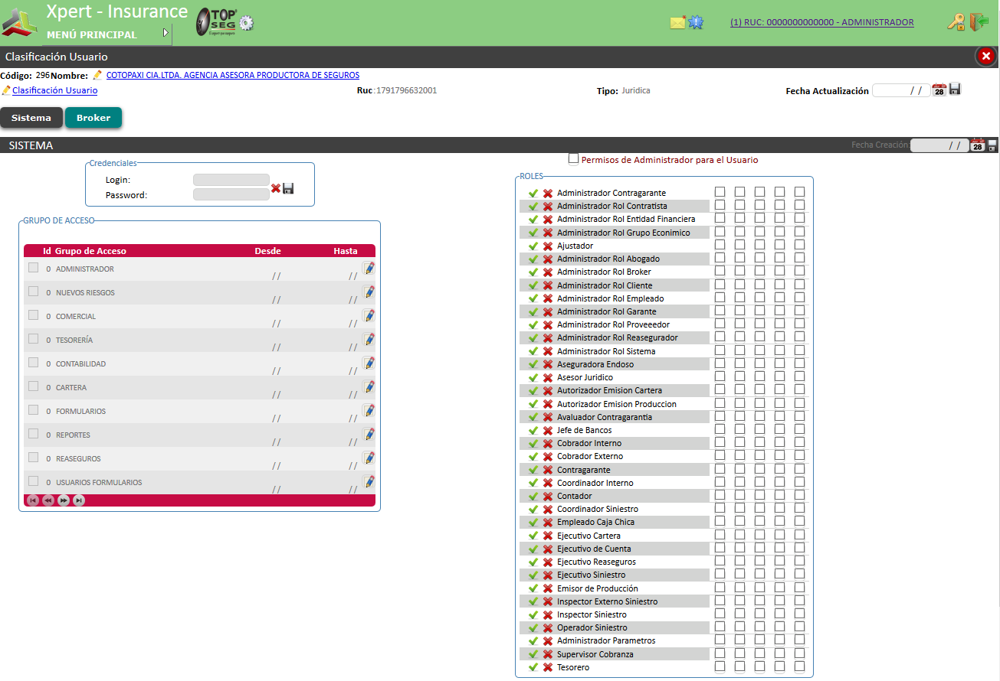 Xpert - Insurance
MENÚ PRINCIPAL
TOP
SEG
(1) RUC: 0000000000000 - ADMINISTRADOR
Clasificación Usuario
Código: 296 Nombre: COTOPAXI CIA.LTDA. AGENCIA ASESORA PRODUCTORA DE SEGUROS
Clasificación Usuario Ruc: 1791796632001 Tipo: Juridica Fecha Actualización / / 28
Sistema Broker
SISTEMA Fecha Creación: / / 28
Credenciales
Login:
Password:
GRUPO DE ACCESO
Id Grupo de Acceso Desde Hasta
0 ADMINISTRADOR / / / /
0 NUEVOS RIESGOS / / / /
0 COMERCIAL / / / /
0 TESORERÍA / / / /
0 CONTABILIDAD / / / /
0 CARTERA / / / /
0 FORMULARIOS / / / /
0 REPORTES / / / /
0 REASEGUROS / / / /
0 USUARIOS FORMULARIOS / / / /
Permisos de Administrador para el Usuario
ROLES
Administrador Contragarante
Administrador Rol Contratista
Administrador Rol Entidad Financiera
Administrador Rol Grupo Econimico
Ajustador
Administrador Rol Abogado
Administrador Rol Broker
Administrador Rol Cliente
Administrador Rol Empleado
Administrador Rol Garante
Administrador Rol Proveeedor
Administrador Rol Reasegurador
Administrador Rol Sistema
Aseguradora Endoso
Asesor Juridico
Autorizador Emision Cartera
Autorizador Emision Produccion
Avaluador Contragarantia
Jefe de Bancos
Cobrador Interno
Cobrador Externo
Contragarante
Coordinador Interno
Contador
Coordinador Siniestro
Empleado Caja Chica
Ejecutivo Cartera
Ejecutivo de Cuenta
Ejecutivo Reaseguros
Ejecutivo Siniestro
Emisor de Producción
Inspector Externo Siniestro
Inspector Siniestro
Operador Siniestro
Administrador Parametros
Supervisor Cobranza
Tesorero